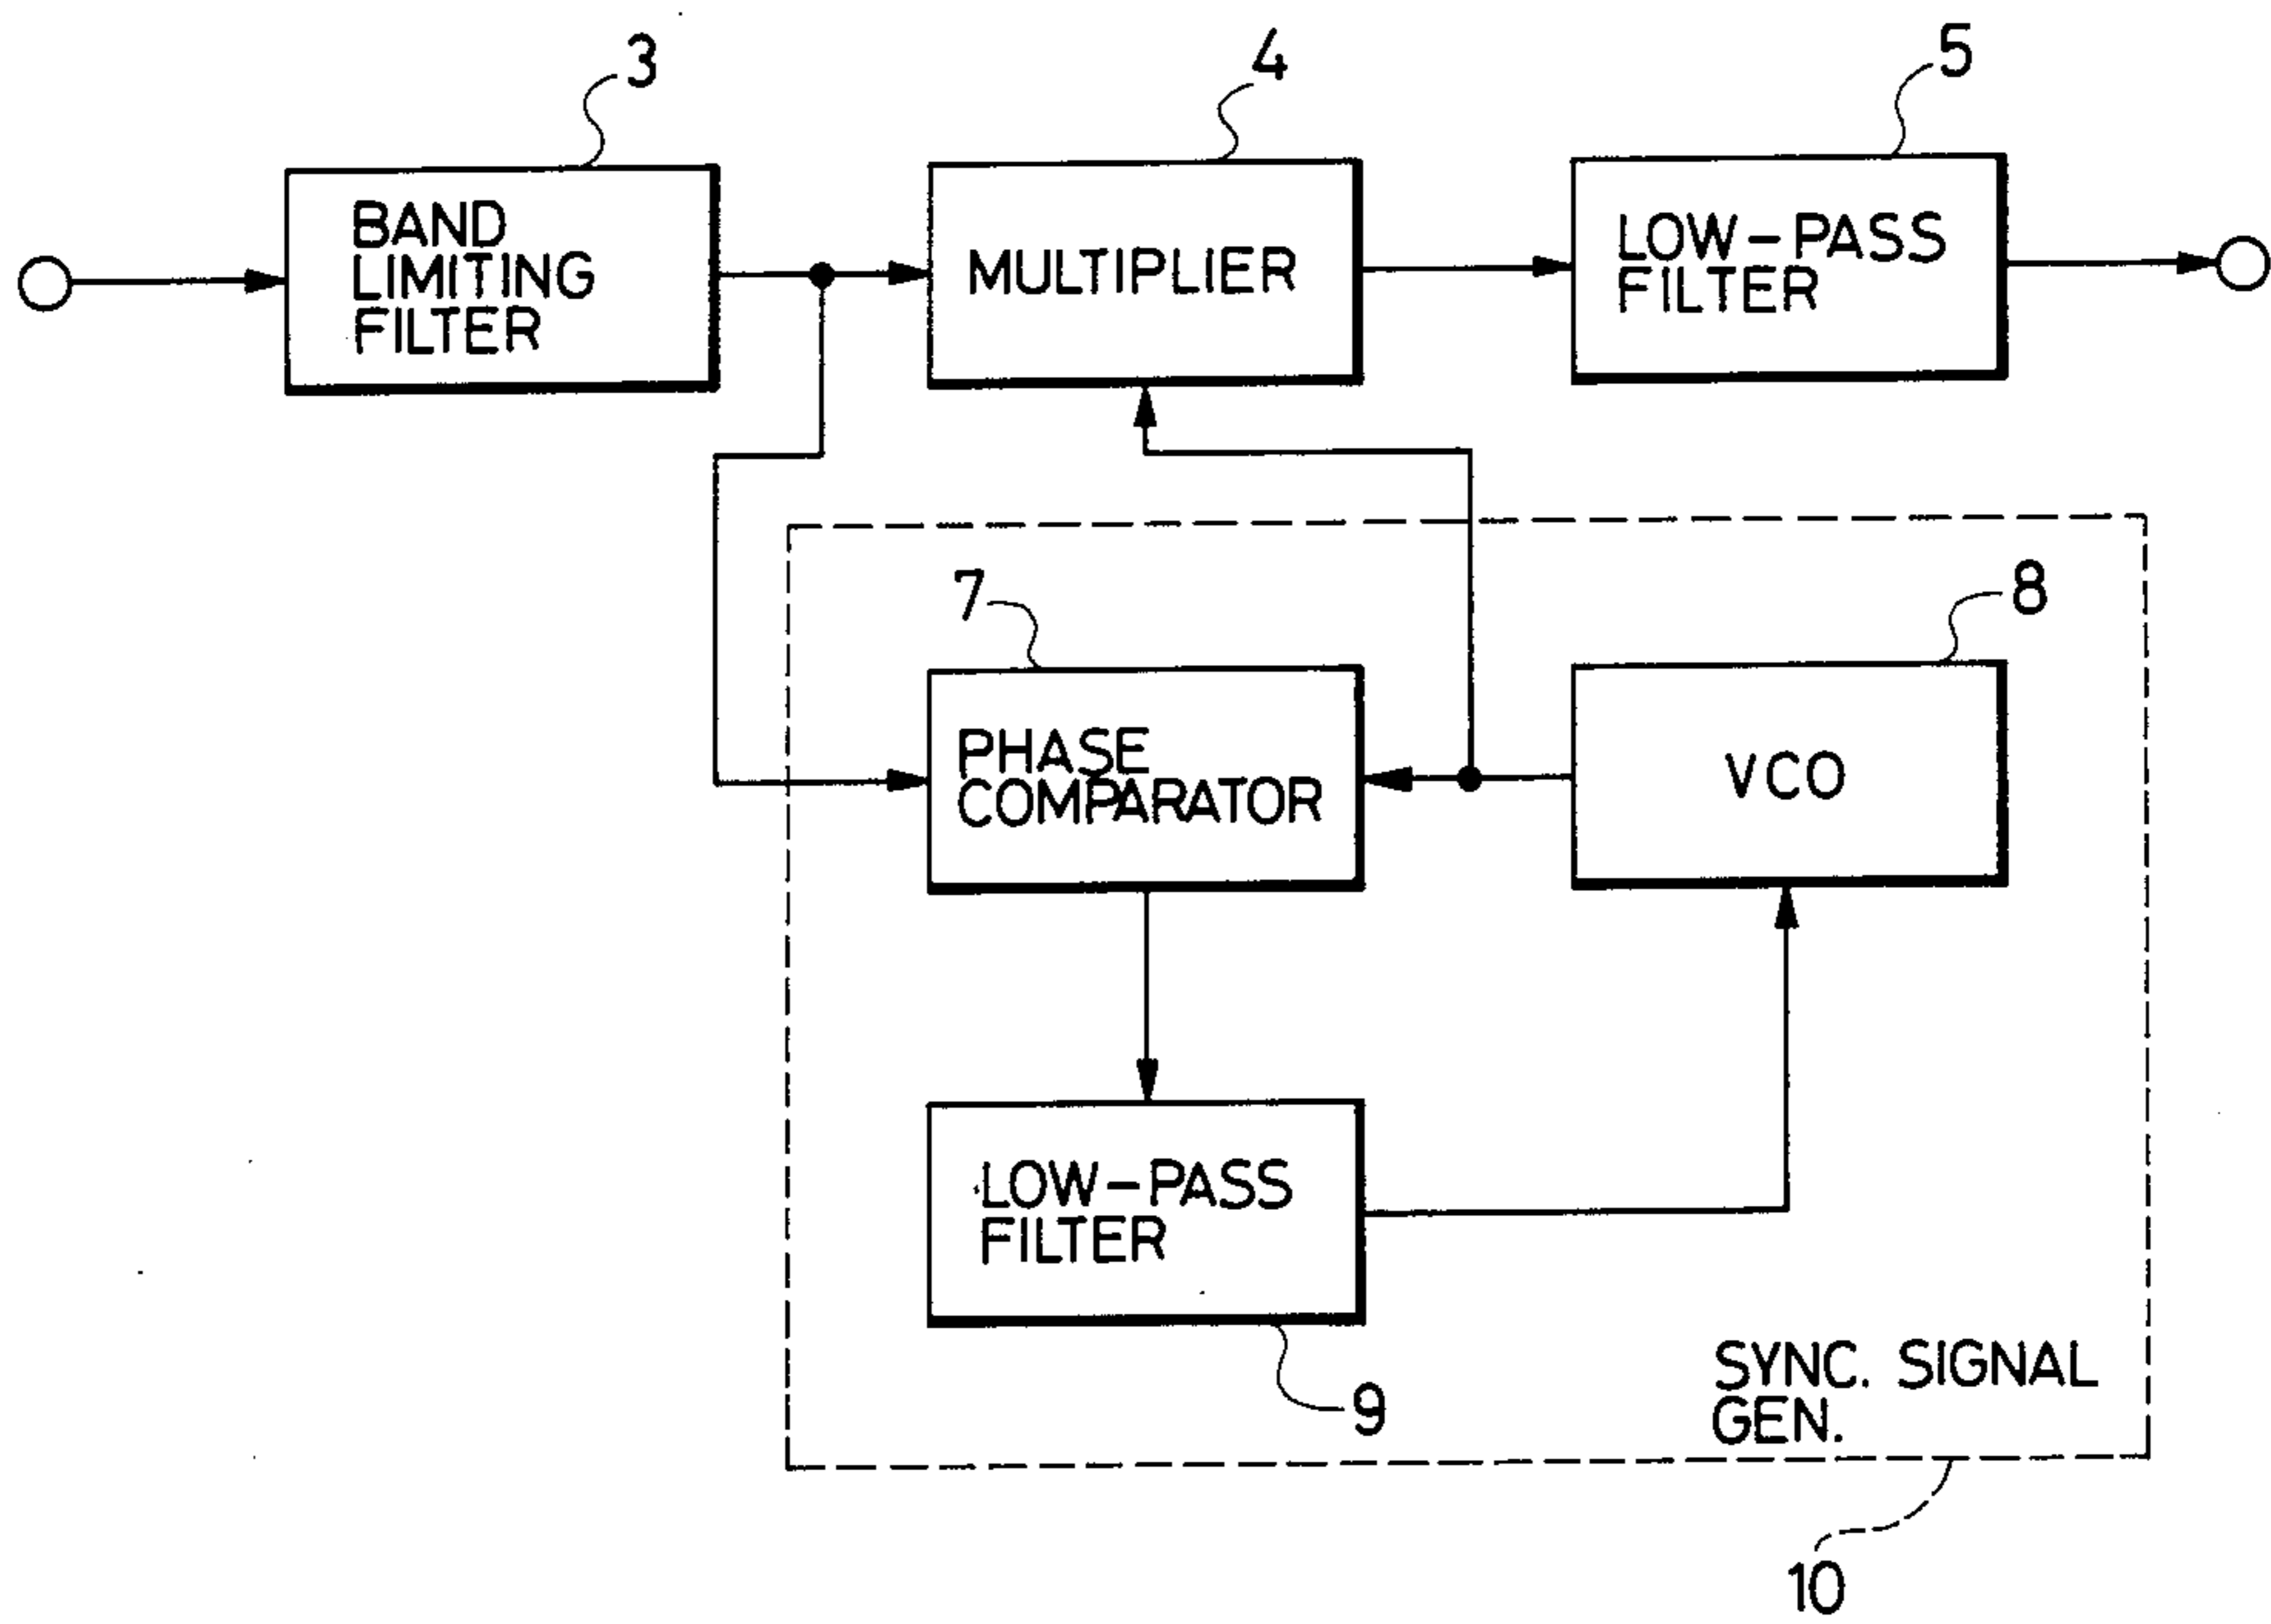 3
4
5
BAND
LIMITING
FILTER
MULTIPLIER
LOW-PASS
FILTER
7
8
PHASE
COMPARATOR
VCO
LOW-PASS
FILTER
9
SYNC. SIGNAL
GEN.
10